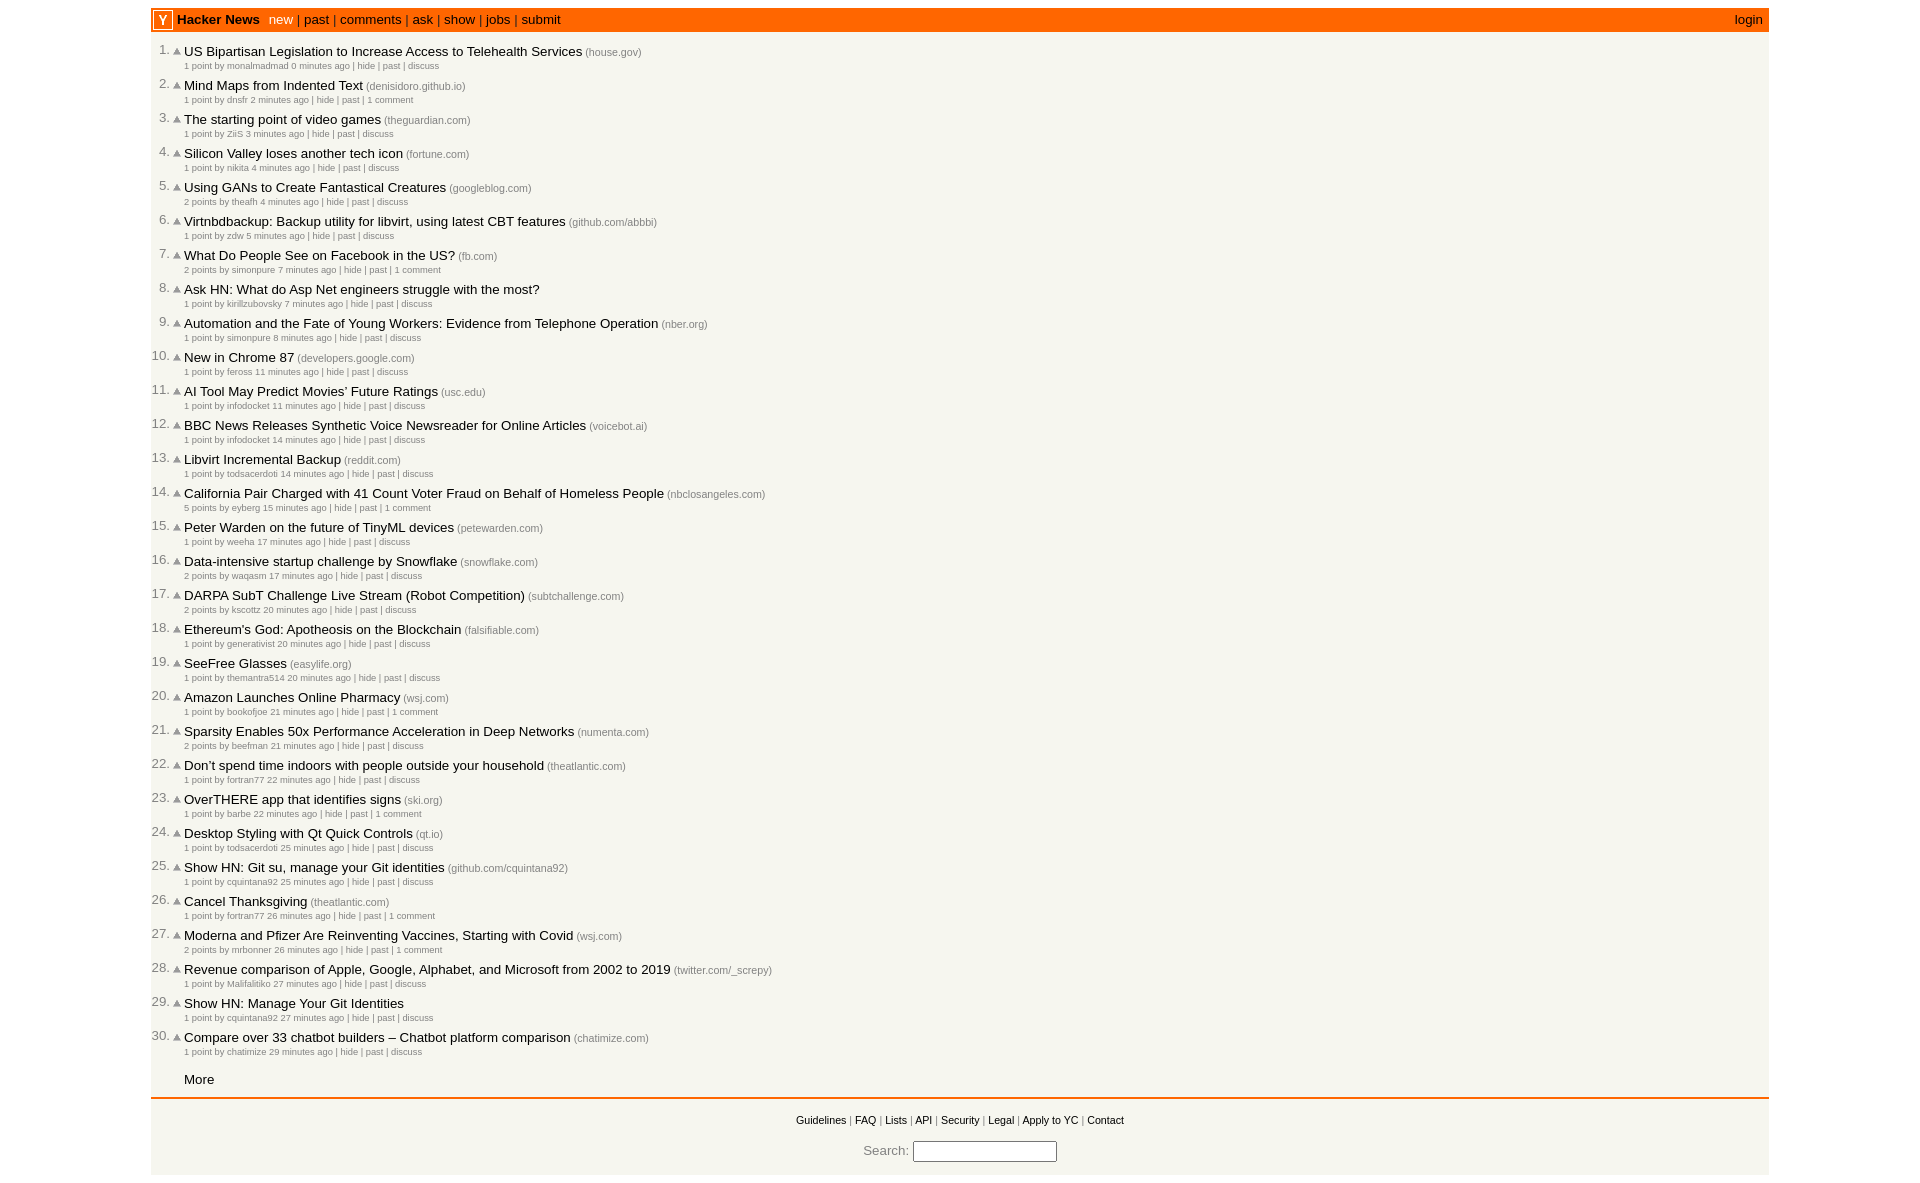 Y Hacker News new | past | comments | ask | show | jobs | submit login
1. US Bipartisan Legislation to Increase Access to Telehealth Services (house.gov)
1 point by monalmadmad 0 minutes ago | hide | past | discuss
2. Mind Maps from Indented Text (denisidoro.github.io)
1 point by dnsfr 2 minutes ago | hide | past | 1 comment
3. The starting point of video games (theguardian.com)
1 point by ZiiS 3 minutes ago | hide | past | discuss
4. Silicon Valley loses another tech icon (fortune.com)
1 point by nikita 4 minutes ago | hide | past | discuss
5. Using GANs to Create Fantastical Creatures (googleblog.com)
2 points by theafh 4 minutes ago | hide | past | discuss
6. Virtnbdbackup: Backup utility for libvirt, using latest CBT features (github.com/abbbi)
1 point by zdw 5 minutes ago | hide | past | discuss
7. What Do People See on Facebook in the US? (fb.com)
2 points by simonpure 7 minutes ago | hide | past | 1 comment
8. Ask HN: What do Asp Net engineers struggle with the most?
1 point by kirillzubovsky 7 minutes ago | hide | past | discuss
9. Automation and the Fate of Young Workers: Evidence from Telephone Operation (nber.org)
1 point by simonpure 8 minutes ago | hide | past | discuss
10. New in Chrome 87 (developers.google.com)
1 point by feross 11 minutes ago | hide | past | discuss
11. AI Tool May Predict Movies’ Future Ratings (usc.edu)
1 point by infodocket 11 minutes ago | hide | past | discuss
12. BBC News Releases Synthetic Voice Newsreader for Online Articles (voicebot.ai)
1 point by infodocket 14 minutes ago | hide | past | discuss
13. Libvirt Incremental Backup (reddit.com)
1 point by todsacerdoti 14 minutes ago | hide | past | discuss
14. California Pair Charged with 41 Count Voter Fraud on Behalf of Homeless People (nbclosangeles.com)
5 points by eyberg 15 minutes ago | hide | past | 1 comment
15. Peter Warden on the future of TinyML devices (petewarden.com)
1 point by weeha 17 minutes ago | hide | past | discuss
16. Data-intensive startup challenge by Snowflake (snowflake.com)
2 points by waqasm 17 minutes ago | hide | past | discuss
17. DARPA SubT Challenge Live Stream (Robot Competition) (subtchallenge.com)
2 points by kscottz 20 minutes ago | hide | past | discuss
18. Ethereum's God: Apotheosis on the Blockchain (falsifiable.com)
1 point by generativist 20 minutes ago | hide | past | discuss
19. SeeFree Glasses (easylife.org)
1 point by themantra514 20 minutes ago | hide | past | discuss
20. Amazon Launches Online Pharmacy (wsj.com)
1 point by bookofjoe 21 minutes ago | hide | past | 1 comment
21. Sparsity Enables 50x Performance Acceleration in Deep Networks (numenta.com)
2 points by beefman 21 minutes ago | hide | past | discuss
22. Don’t spend time indoors with people outside your household (theatlantic.com)
1 point by fortran77 22 minutes ago | hide | past | discuss
23. OverTHERE app that identifies signs (ski.org)
1 point by barbe 22 minutes ago | hide | past | 1 comment
24. Desktop Styling with Qt Quick Controls (qt.io)
1 point by todsacerdoti 25 minutes ago | hide | past | discuss
25. Show HN: Git su, manage your Git identities (github.com/cquintana92)
1 point by cquintana92 25 minutes ago | hide | past | discuss
26. Cancel Thanksgiving (theatlantic.com)
1 point by fortran77 26 minutes ago | hide | past | 1 comment
27. Moderna and Pfizer Are Reinventing Vaccines, Starting with Covid (wsj.com)
2 points by mrbonner 26 minutes ago | hide | past | 1 comment
28. Revenue comparison of Apple, Google, Alphabet, and Microsoft from 2002 to 2019 (twitter.com/_screpy)
1 point by Malifalitiko 27 minutes ago | hide | past | discuss
29. Show HN: Manage Your Git Identities
1 point by cquintana92 27 minutes ago | hide | past | discuss
30. Compare over 33 chatbot builders – Chatbot platform comparison (chatimize.com)
1 point by chatimize 29 minutes ago | hide | past | discuss
More
Guidelines | FAQ | Lists | API | Security | Legal | Apply to YC | Contact
Search: